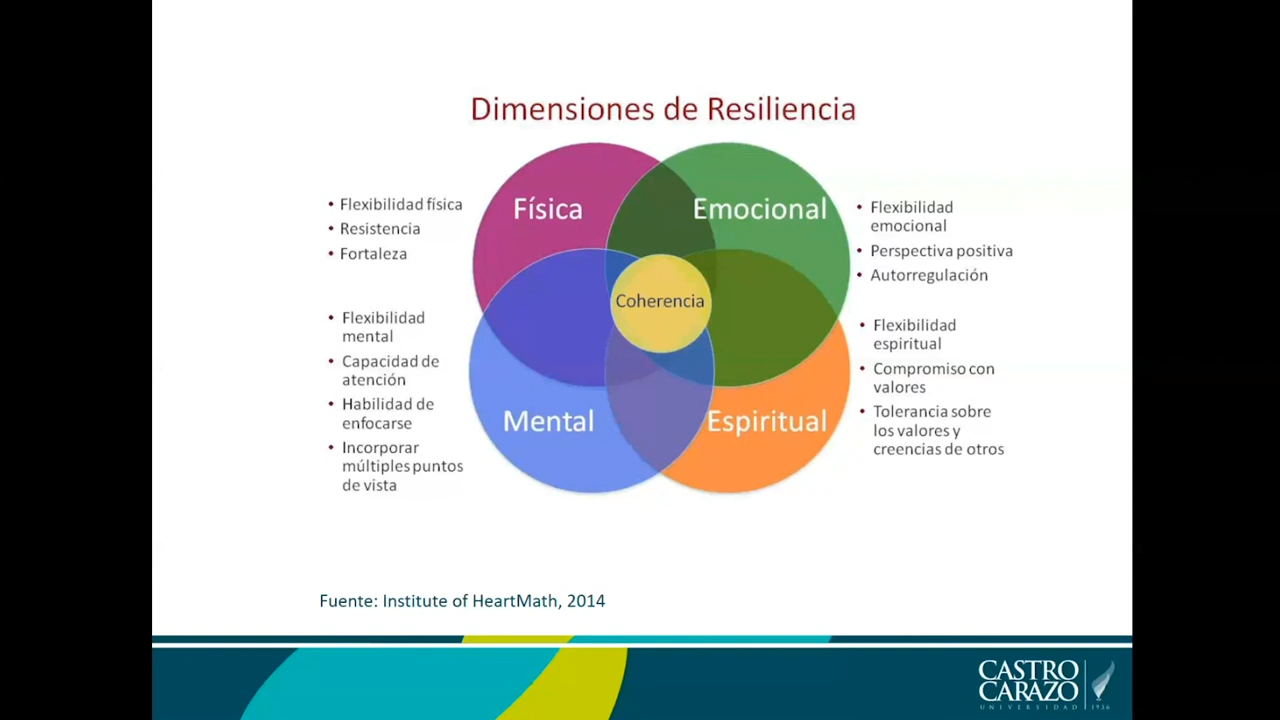 Dimensiones de Resiliencia
Física
• Flexibilidad física
• Resistencia
• Fortaleza
Emocional
• Flexibilidad
emocional
• Perspectiva positiva
• Autorregulación
Coherencia
Mental
• Flexibilidad
mental
• Capacidad de
atención
• Habilidad de
enfocarse
• Incorporar
múltiples puntos
de vista
Espiritual
• Flexibilidad
espiritual
• Compromiso con
valores
• Tolerancia sobre
los valores y
creencias de otros
Fuente: Institute of HeartMath, 2014
CASTRO
CARAZO
UNIVERSIDAD 1936